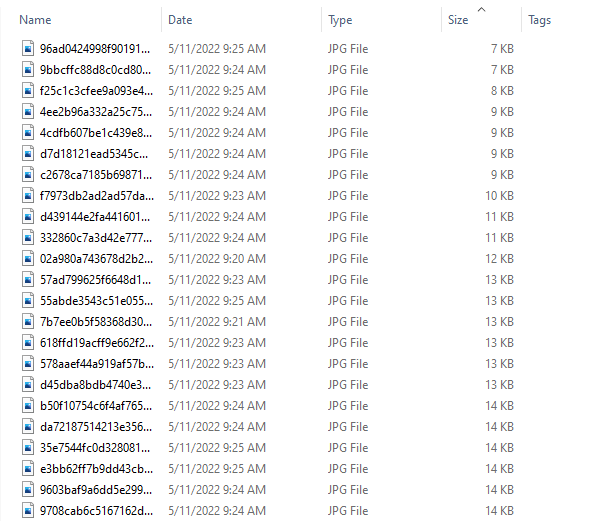 Name Date Type Size Tags
96ad0424998f90191... 5/11/2022 9:25 AM JPG File 7 KB
9bbcffc88d8c0cd80... 5/11/2022 9:24 AM JPG File 7 KB
f25c1c3cfee9a093e4... 5/11/2022 9:25 AM JPG File 8 KB
4ee2b96a332a25c75... 5/11/2022 9:24 AM JPG File 9 KB
4cdfb607be1c439e8... 5/11/2022 9:24 AM JPG File 9 KB
d7d18121ead5345c... 5/11/2022 9:24 AM JPG File 9 KB
c2678ca7185b69871... 5/11/2022 9:24 AM JPG File 9 KB
f7973db2ad2ad57da... 5/11/2022 9:23 AM JPG File 10 KB
d439144e2fa441601... 5/11/2022 9:24 AM JPG File 11 KB
332860c7a3d42e777... 5/11/2022 9:24 AM JPG File 11 KB
02a980a743678d2b2... 5/11/2022 9:20 AM JPG File 12 KB
57ad799625f6648d1... 5/11/2022 9:23 AM JPG File 13 KB
55abde3543c51e055... 5/11/2022 9:25 AM JPG File 13 KB
7b7ee0b5f58368d30... 5/11/2022 9:21 AM JPG File 13 KB
618ffd19acff9e662f2... 5/11/2022 9:23 AM JPG File 13 KB
578aaef44a919af57b... 5/11/2022 9:23 AM JPG File 13 KB
d45dba8bdb4740e3... 5/11/2022 9:23 AM JPG File 13 KB
b50f10754c6f4af765... 5/11/2022 9:24 AM JPG File 14 KB
da72187514213e356... 5/11/2022 9:24 AM JPG File 14 KB
35e7544fc0d328081... 5/11/2022 9:25 AM JPG File 14 KB
e3bb62ff7b9dd43cb... 5/11/2022 9:25 AM JPG File 14 KB
9603baf9a6dd5e299... 5/11/2022 9:24 AM JPG File 14 KB
9708cab6c5167162d... 5/11/2022 9:24 AM JPG File 14 KB